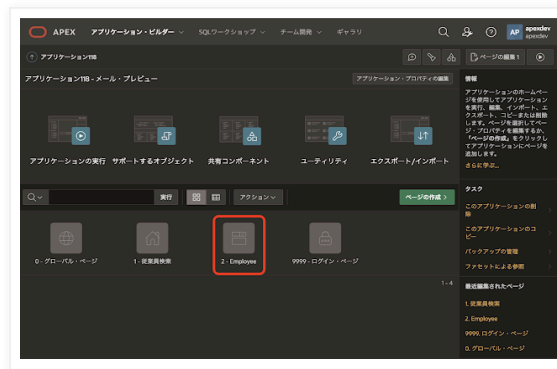 APEX アプリケーション・ビルダー SQLワークショップ チーム開発 ギャラリ AP apexdev
apexdev
アプリケーション118 ページの編集 1
アプリケーション118 - メール・プレビュー アプリケーション・プロパティの編集
アプリケーションの実行 サポートするオブジェクト 共有コンポーネント ユーティリティ エクスポート/インポート
実行 アクション ページの作成
0 - グローバル・ページ 1 - 従業員検索 2 - Employee 9999 - ログイン・ページ
1 - 4
情報
アプリケーションのホームペー
ジを使用してアプリケーション
を実行、編集、インポート、エ
クスポート、コピーまたは削除
します。ページを選択してペー
ジ・プロパティを編集するか、
「ページの作成」をクリックし
てアプリケーションにページを
追加します。
さらに学ぶ...
タスク
このアプリケーションの削
除
このアプリケーションのコ
ピー
バックアップの管理
ファセットによる参照
最近編集されたページ
1. 従業員検索
2. Employee
9999. ログイン・ページ
0. グローバル・ページ